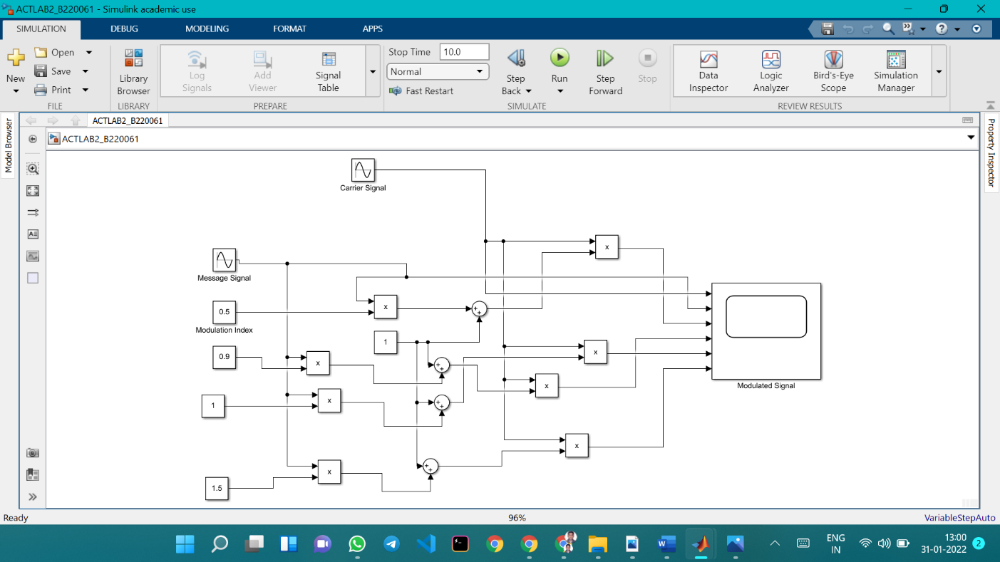 ACTLAB2_B220061 - Simulink academic use
SIMULATION DEBUG MODELING FORMAT APPS
New
Open
Save
Print
FILE
Library Browser
LIBRARY
Log Signals
Add Viewer
Signal Table
PREPARE
Stop Time 10.0
Normal
Fast Restart
Step Back
Run
Step Forward
Stop
SIMULATE
Data Inspector
Logic Analyzer
Bird's-Eye Scope
Simulation Manager
REVIEW RESULTS
Model Browser
ACTLAB2_B220061
ACTLAB2_B220061
Property Inspector
Carrier Signal
x
Message Signal
x
0.5
Modulation Index
1
0.9
x
x
x
Modulated Signal
1
x
x
x
1.5
Ready 96% VariableStepAuto
ENG
IN
13:00
31-01-2022
2